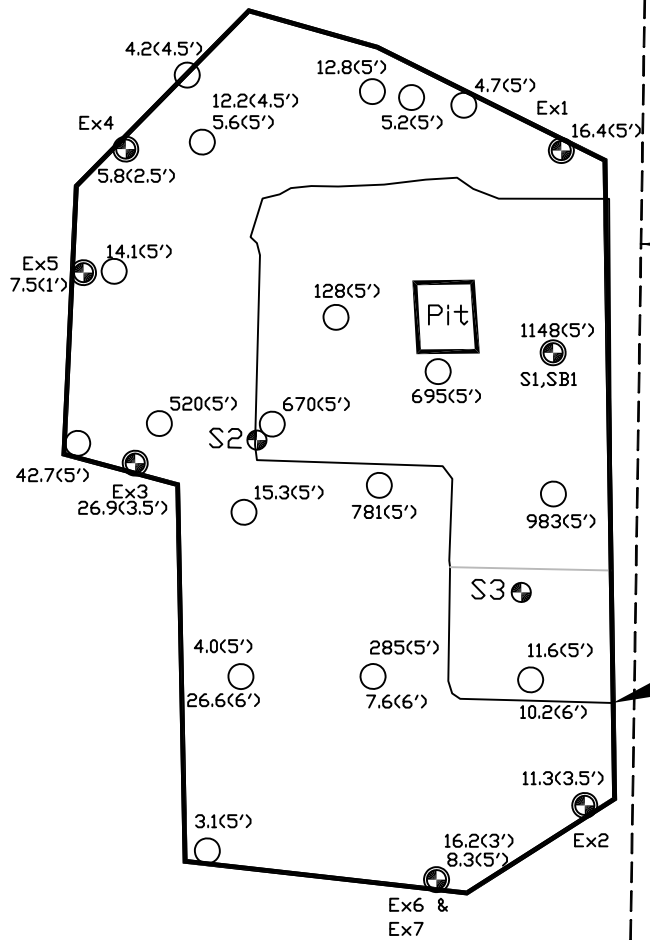 4.2(4.5')
12.8(5')
4.7(5')
12.2(4.5')
5.6(5')
5.2(5')
Ex1
16.4(5')
Ex4
5.8(2.5')
14.1(5')
Ex5
7.5(1')
128(5')
Pit
1148(5')
S1,SB1
695(5')
520(5')
670(5')
S2
42.7(5')
Ex3
26.9(3.5')
15.3(5')
781(5')
983(5')
S3
4.0(5')
285(5')
11.6(5')
26.6(6')
7.6(6')
10.2(6')
11.3(3.5')
3.1(5')
16.2(3')
8.3(5')
Ex2
Ex6 &
Ex7